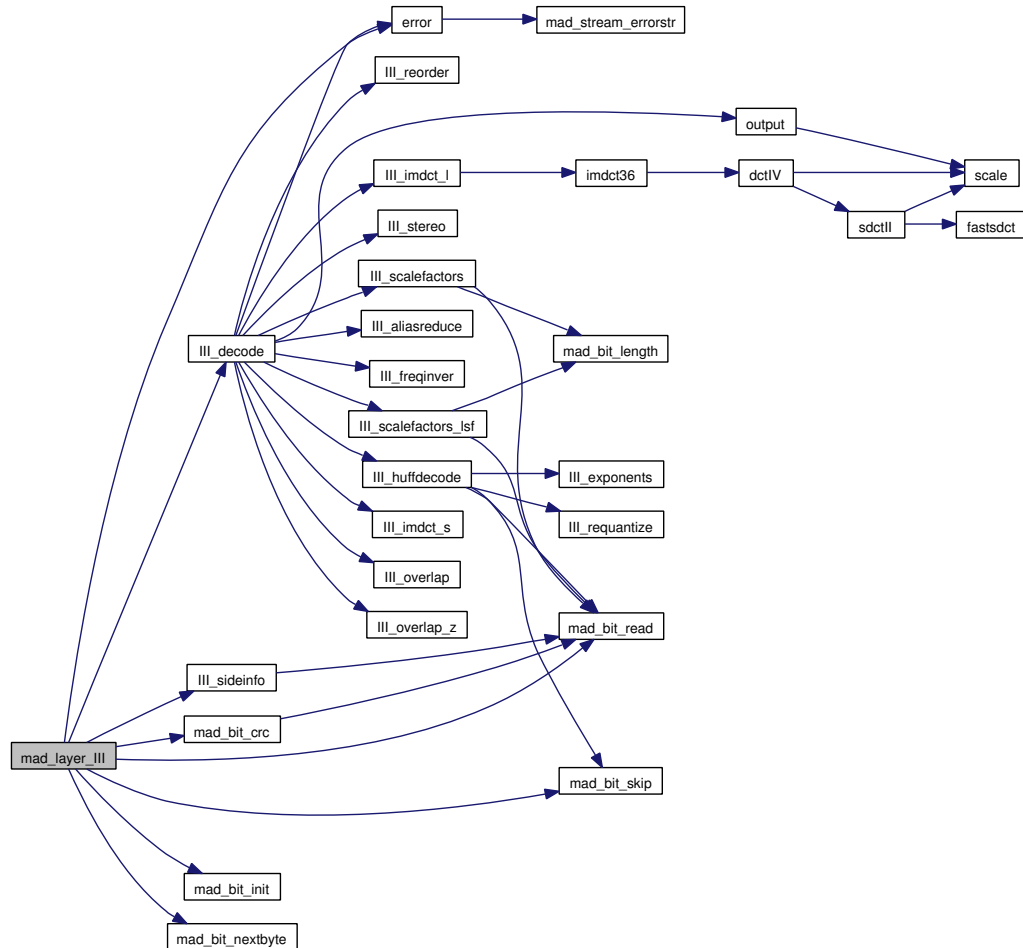 error
mad_stream_errorstr
III_reorder
output
III_imdct_l
imdct36
dctIV
scale
III_stereo
sdctII
fastsdct
III_scalefactors
III_aliasreduce
III_decode
mad_bit_length
III_freqinver
III_scalefactors_lsf
III_huffdecode
III_exponents
III_imdct_s
III_requantize
III_overlap
III_overlap_z
mad_bit_read
III_sideinfo
mad_bit_crc
mad_layer_III
mad_bit_skip
mad_bit_init
mad_bit_nextbyte